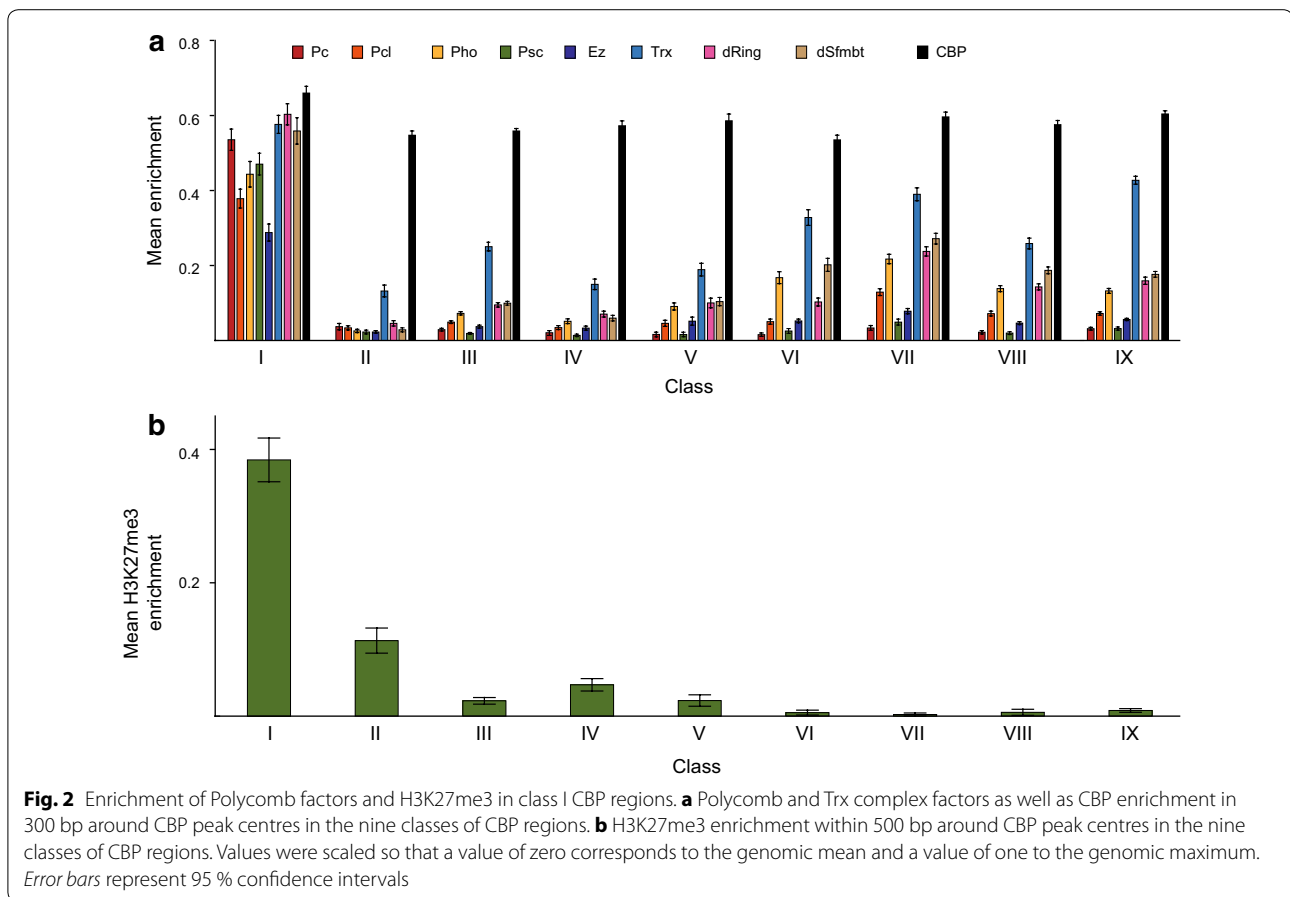 a
0.8
Pc Pcl Pho Psc Ez Trx dRing dSfmbt CBP
0.6
0.4
0.2
Mean enrichment
I II III IV V VI VII VIII IX
Class
b
0.4
0.2
Mean H3K27me3
enrichment
I II III IV V VI VII VIII IX
Class
Fig. 2 Enrichment of Polycomb factors and H3K27me3 in class I CBP regions. a Polycomb and Trx complex factors as well as CBP enrichment in
300 bp around CBP peak centres in the nine classes of CBP regions. b H3K27me3 enrichment within 500 bp around CBP peak centres in the nine
classes of CBP regions. Values were scaled so that a value of zero corresponds to the genomic mean and a value of one to the genomic maximum.
Error bars represent 95 % confidence intervals